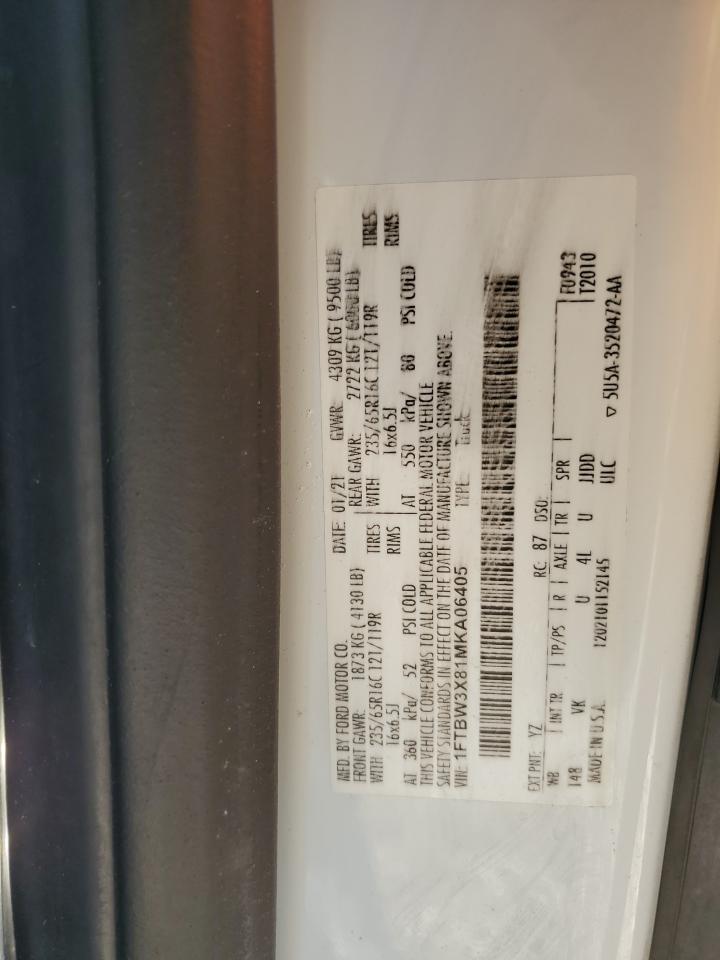 MFD. BY FORD MOTOR CO. DATE: 01/21 GVWR: 4309 KG ( 9500 LB)
FRONT GAWR: 1873 KG ( 4130 LB) REAR GAWR: 2722 KG ( 6000 LB)
WITH 235/65R16C 121/119R TIRES WITH 235/65R16C 121/119R TIRES
16x6.5J RIMS 16x6.5J RIMS
AT 360 kPa/ 52 PSI COLD AT 550 kPa/ 80 PSI COLD
THIS VEHICLE CONFORMS TO ALL APPLICABLE FEDERAL MOTOR VEHICLE
SAFETY STANDARDS IN EFFECT ON THE DATE OF MANUFACTURE SHOWN ABOVE.
VIN: 1FTBW3X81MKA06405 TYPE: Truck
EXT PNT: YZ RC: 87 DSO:
WB INT TR TP/PS R AXLE TR SPR F0943
148 VK U 4L U JJDD T2010
MADE IN U.S.A. 1202101152145 ULC
▽ 5U5A-3520472-AA